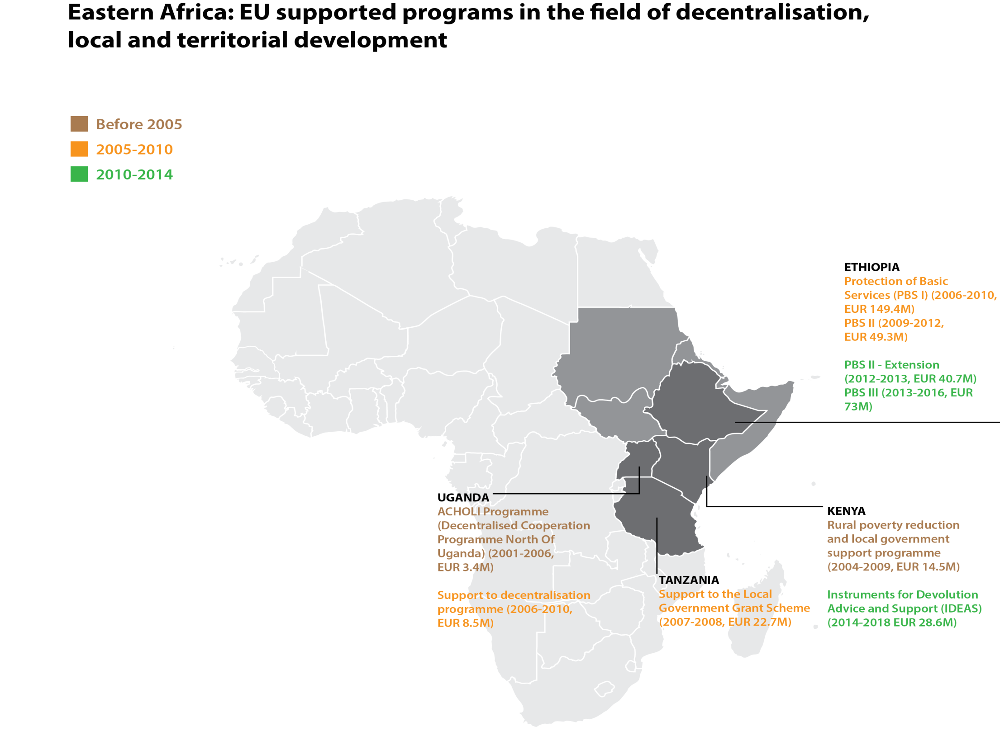 Eastern Africa: EU supported programs in the field of decentralisation,
local and territorial development
Before 2005
2005-2010
2010-2014
ETHIOPIA
Protection of Basic
Services (PBS I) (2006-2010,
EUR 149.4M)
PBS II (2009-2012,
EUR 49.3M)
PBS II - Extension
(2012-2013, EUR 40.7M)
PBS III (2013-2016, EUR
73M)
UGANDA
ACHOLI Programme
(Decentralised Cooperation
Programme North Of
Uganda) (2001-2006,
EUR 3.4M)
Support to decentralisation
programme (2006-2010,
EUR 8.5M)
TANZANIA
Support to the Local
Government Grant Scheme
(2007-2008, EUR 22.7M)
KENYA
Rural poverty reduction
and local government
support programme
(2004-2009, EUR 14.5M)
Instruments for Devolution
Advice and Support (IDEAS)
(2014-2018 EUR 28.6M)